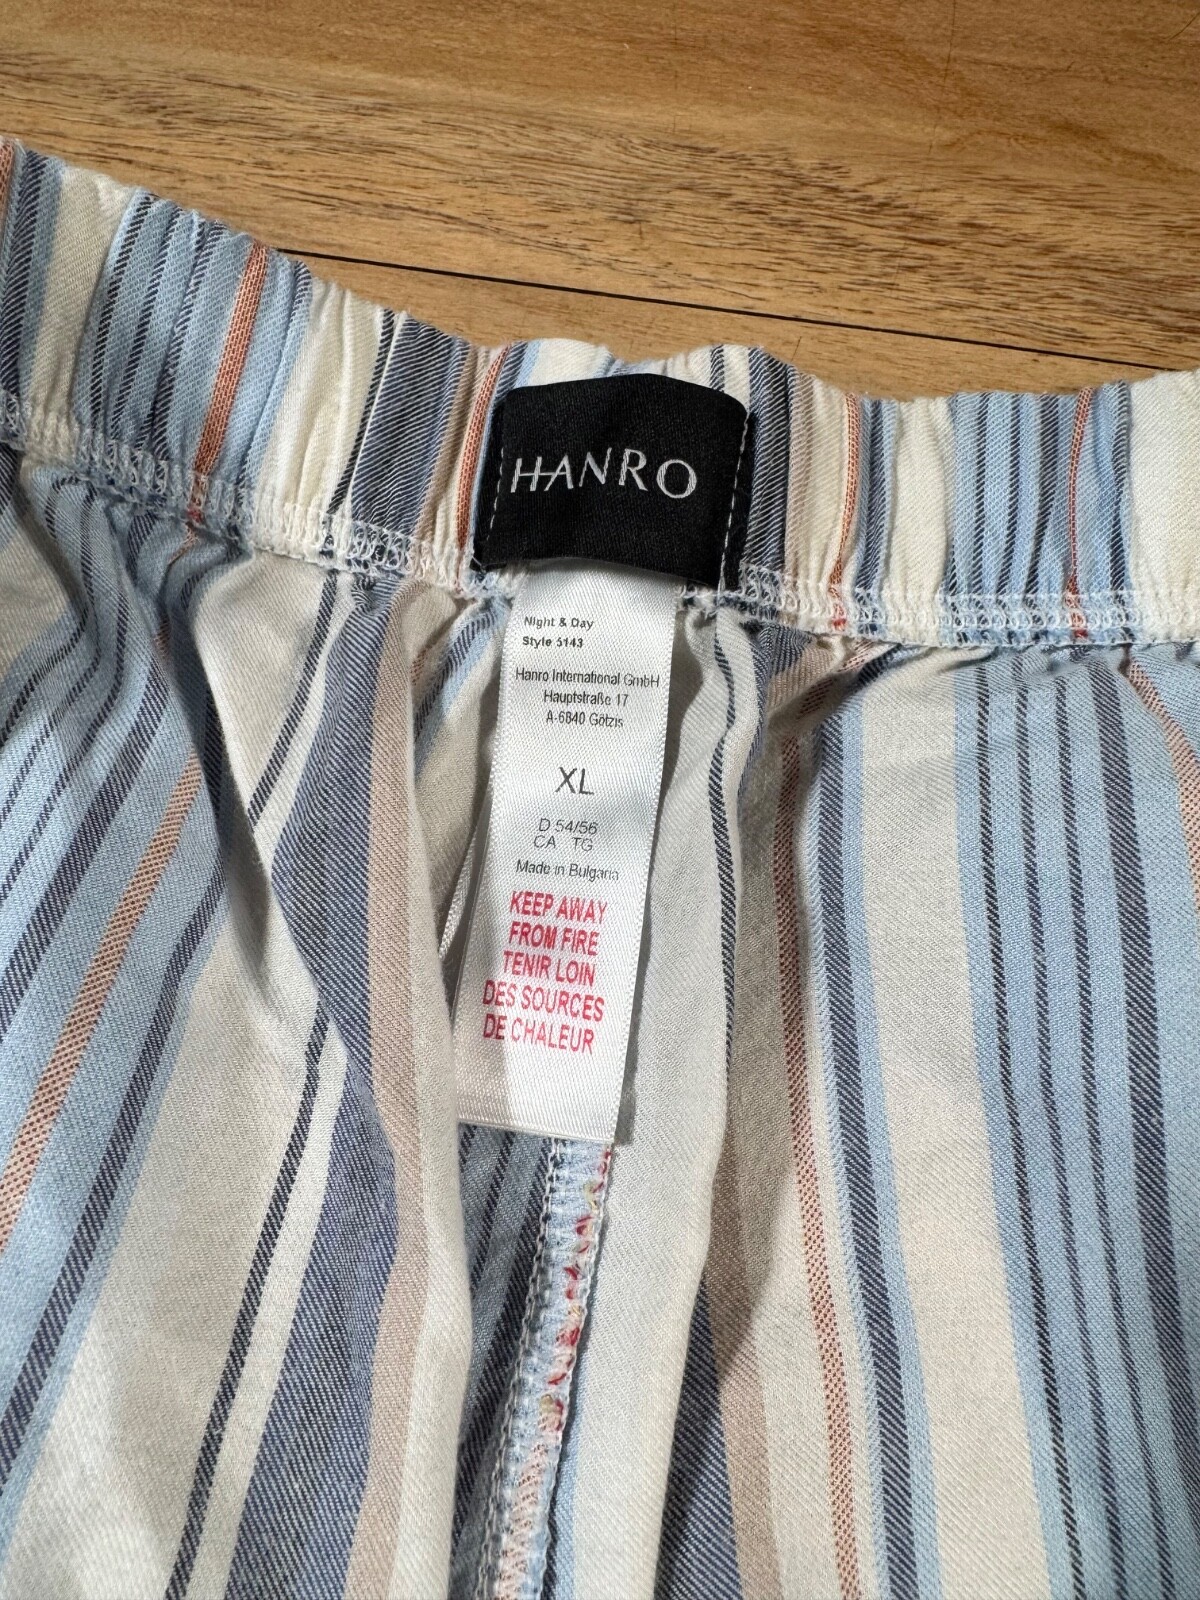 HANRO
Night & Day
Style 5143
Hanro International GmbH
Hauptstraße 17
A-6840 Götzis
XL
D 54/56
CA TG
Made in Bulgaria
KEEP AWAY
FROM FIRE
TENIR LOIN
DES SOURCES
DE CHALEUR